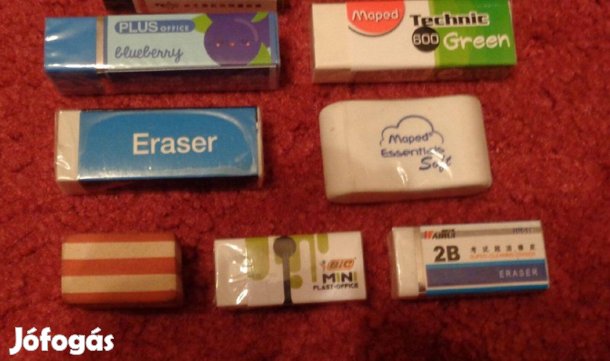 PLUS OFFICE
blueberry
Maped
Technic
600 Green
Eraser
Maped
Essentials
Soft
BIC
MINI
PLAST-OFFICE
2B
ERASER
Jófogás